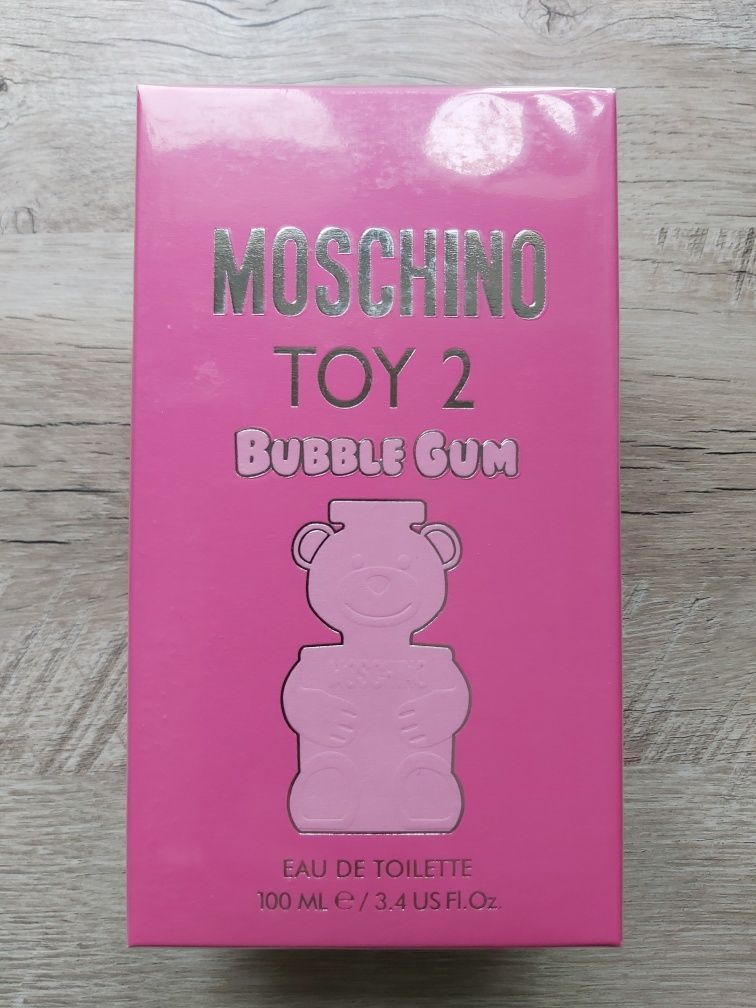 MOSCHINO
TOY 2
BUBBLE GUM
MOSCHINO
EAU DE TOILETTE
100 ML ℮ / 3.4 US Fl.Oz.